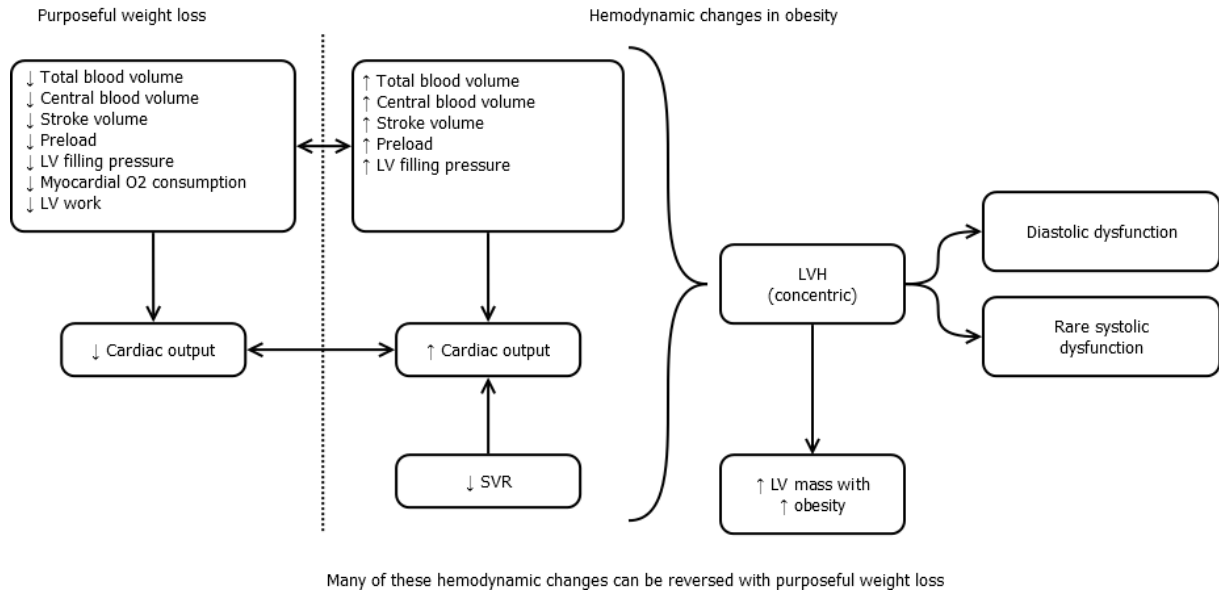 Purposeful weight loss
Hemodynamic changes in obesity
↓ Total blood volume
↓ Central blood volume
↓ Stroke volume
↓ Preload
↓ LV filling pressure
↓ Myocardial O2 consumption
↓ LV work
↑ Total blood volume
↑ Central blood volume
↑ Stroke volume
↑ Preload
↑ LV filling pressure
Diastolic dysfunction
LVH
(concentric)
Rare systolic
dysfunction
↓ Cardiac output
↑ Cardiac output
↓ SVR
↑ LV mass with
↑ obesity
Many of these hemodynamic changes can be reversed with purposeful weight loss